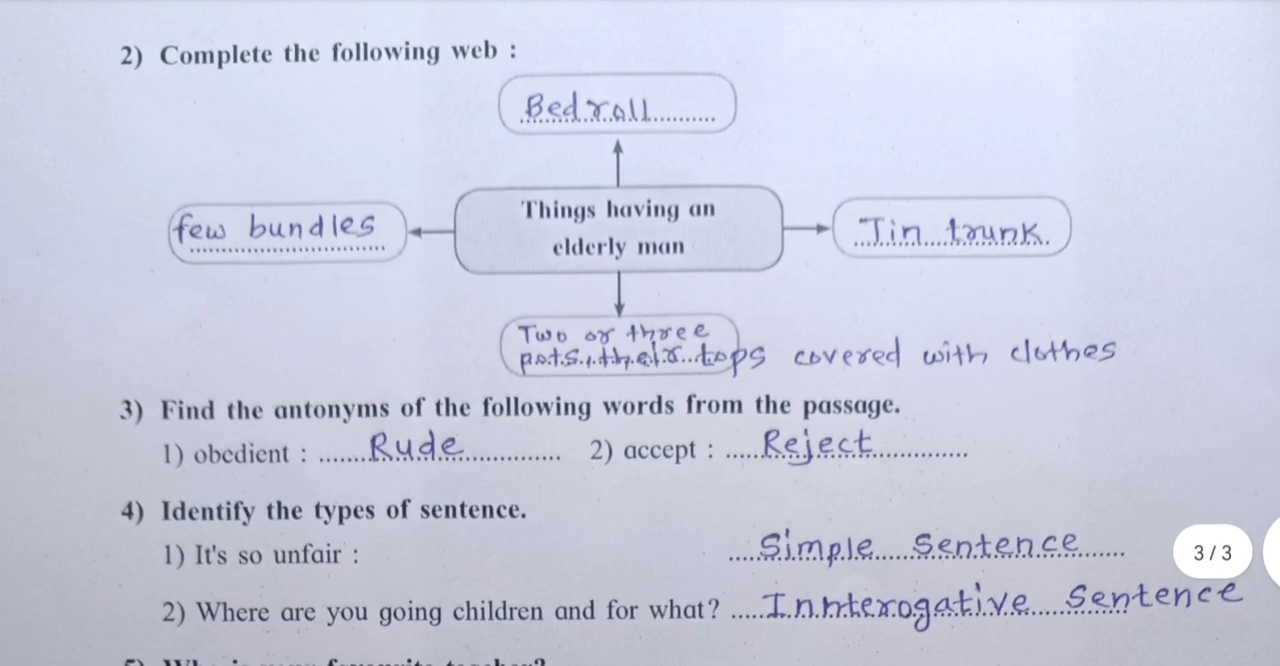 2) Complete the following web :
Bedroll
few bundles
Things having an
elderly man
Tin trunk
Two or three
pots, their tops covered with clothes
3) Find the antonyms of the following words from the passage.
1) obedient : ....... Rude ............. 2) accept : ..... Reject .............
4) Identify the types of sentence.
1) It's so unfair : .... Simple ..... Sentence ......
3/3
2) Where are you going children and for what? ..... Innterogative ..... Sentence